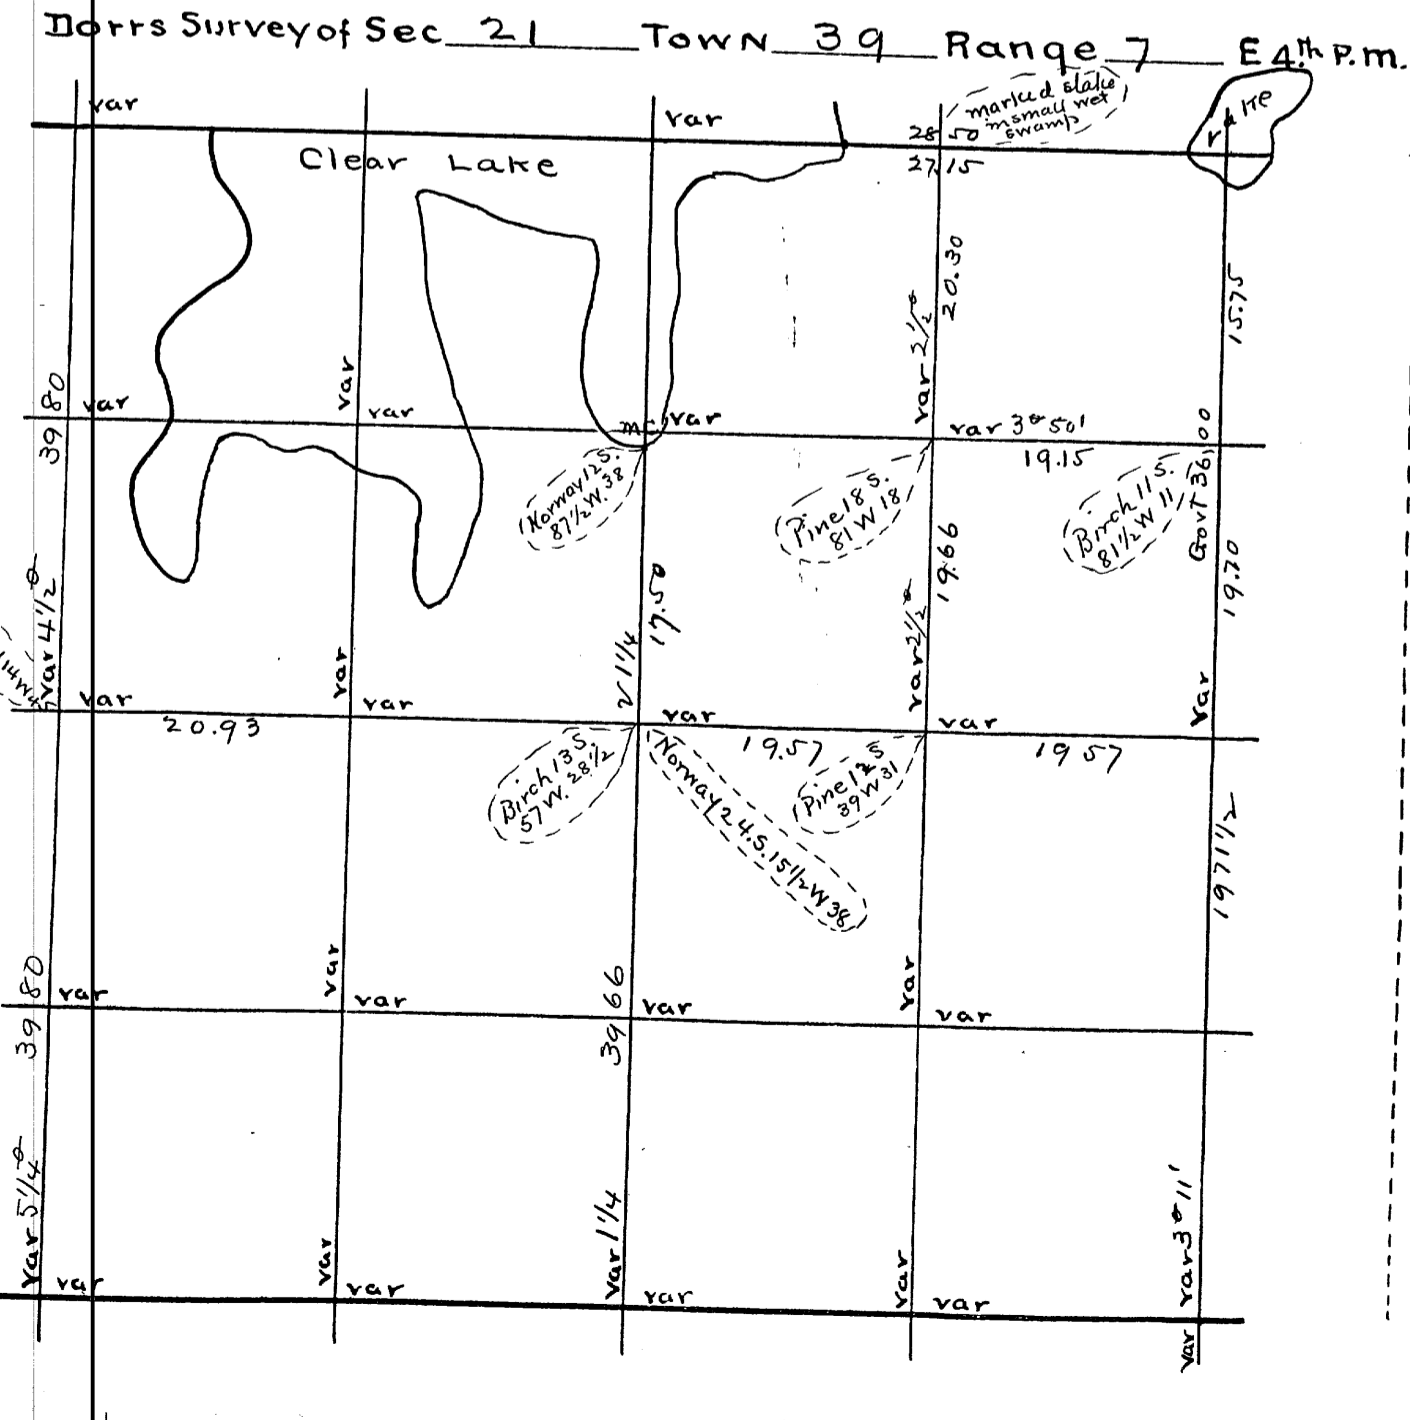 Dorrs Survey of Sec 21 Town 39 Range 7 E 4th P.M.
var
var
marked stake
in small wet
swamp
28 50
27.15
Lake
Clear Lake
20.30
15.75
var 2 1/2°
39 80
var
var
var
m c
var
var 3° 50'
19.15
Govt 36,00
Norway 12 S.
87 1/2 W. 38
Pine 18 S.
81 W 18
Birch 11 S.
81 1/2 W 11
19.66
19.70
17.50
var 4 1/2°
var
v 1 1/4
var 2 1/2°
var
14 W
var
20.93
var
var
19.57
var
19 57
Birch 13 S.
57 W. 28 1/2
Norway 24. S. 15 1/2 W 38
Pine 12 S
39 W 31
19 71 1/2
39 80
var
var
var
39 66
var
var
var
var 5 1/4°
var
var 1 1/4
var
var 3° 11'
var
var
var
var
var